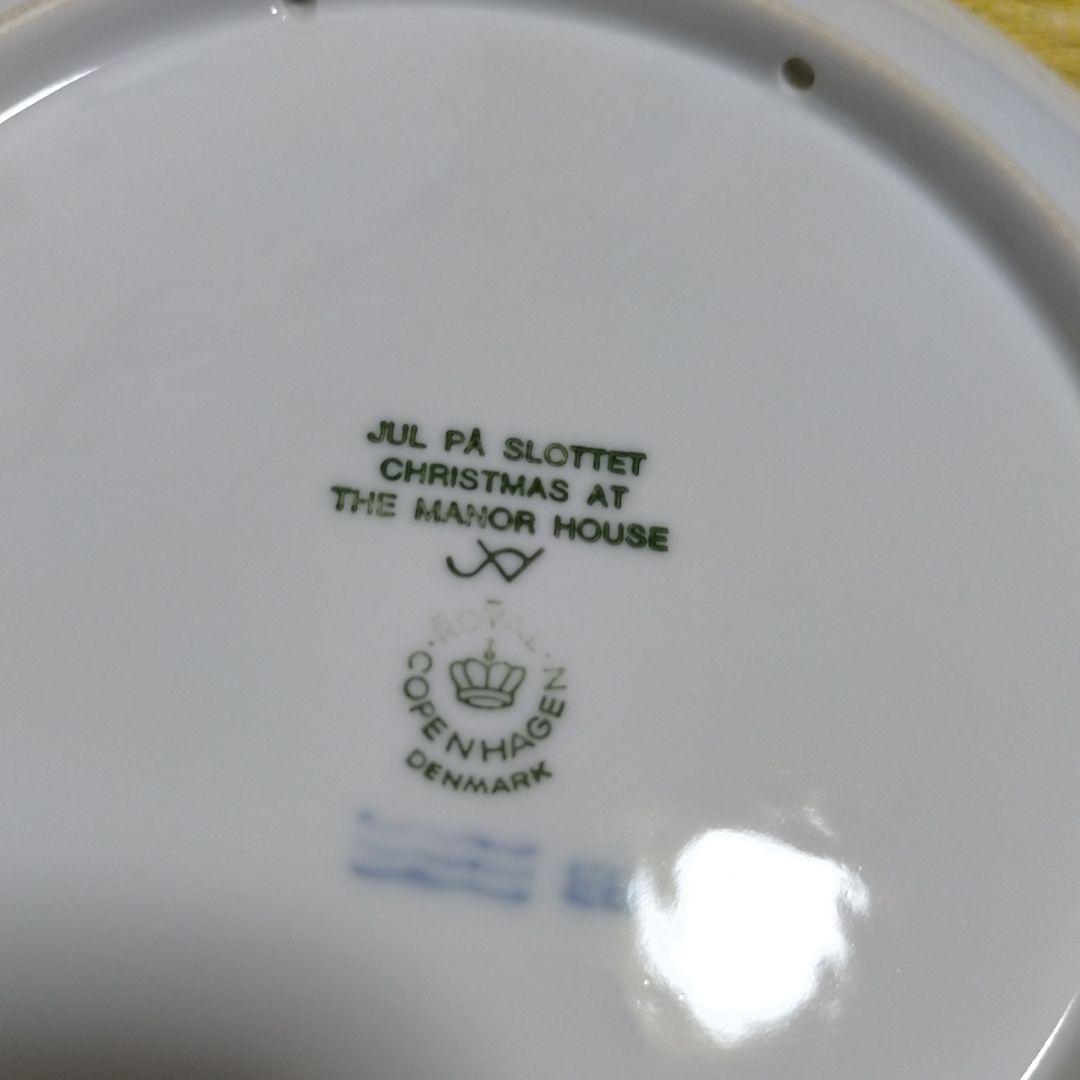 JUL PÅ SLOTTET
CHRISTMAS AT
THE MANOR HOUSE
ROYAL
COPENHAGEN
DENMARK